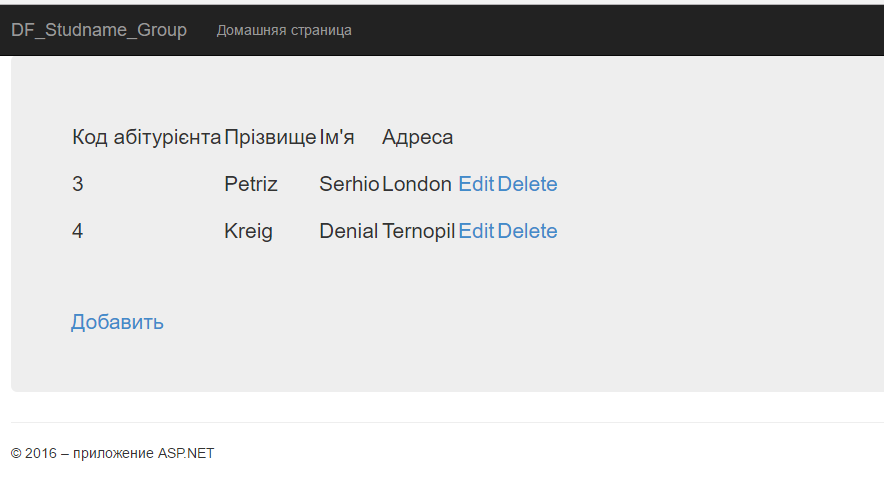 DF_Studname_Group Домашняя страница
Код абітурієнта Прізвище Ім'я Адреса
3 Petriz Serhio London Edit Delete
4 Kreig Denial Ternopil Edit Delete
Добавить
© 2016 – приложение ASP.NET